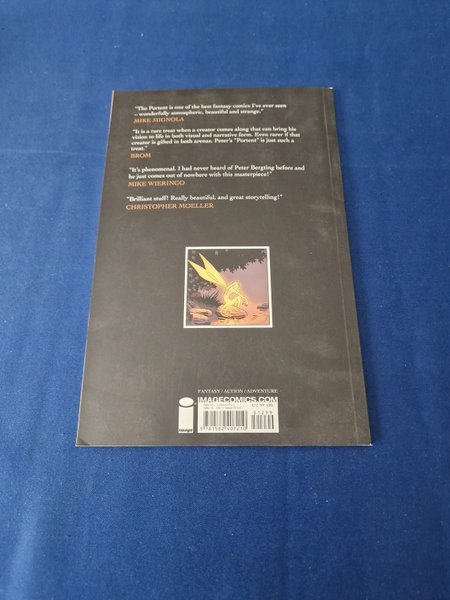 "The Portent is one of the best fantasy comics I've ever seen
– wonderfully atmospheric, beautiful and strange."
MIKE MIGNOLA
"It is a rare treat when a creator comes along that can bring his
vision to life in both visual and narrative form. Even rarer if that
creator is gifted in both arenas. Peter's "Portent" is just such a
treat."
BROM
"It's phenomenal. I had never heard of Peter Bergting before and
he just comes out of nowhere with this masterpiece!"
MIKE WIERINGO
"Brilliant stuff! Really beautiful, and great storytelling!"
CHRISTOPHER MOELLER
FANTASY / ACTION / ADVENTURE
IMAGECOMICS.COM
51299
9 781582 407210
image